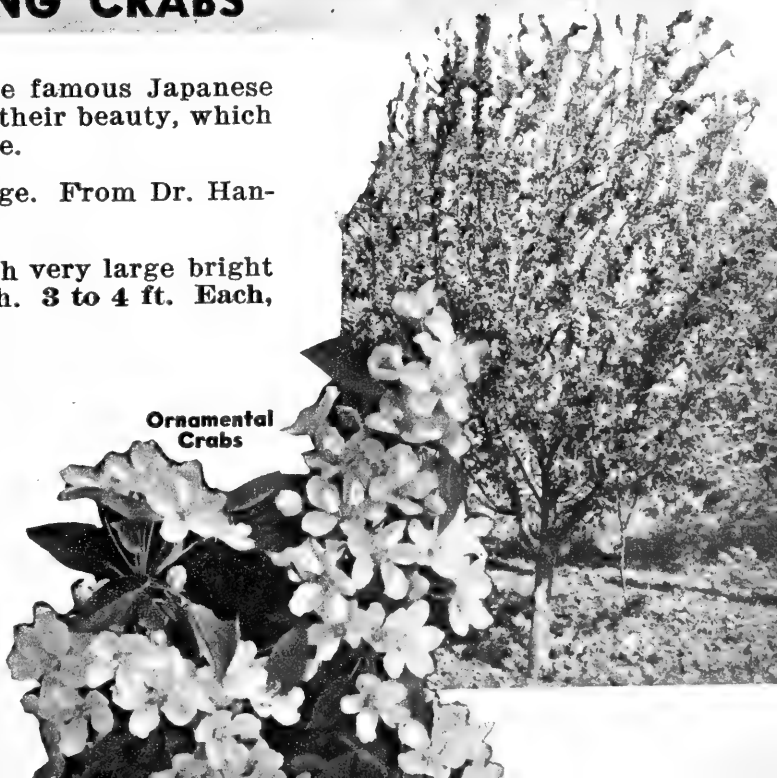 NG CRABS
e famous Japanese
their beauty, which
e.
ge. From Dr. Han-
h very large bright
h. 3 to 4 ft. Each,
Ornamental
Crabs